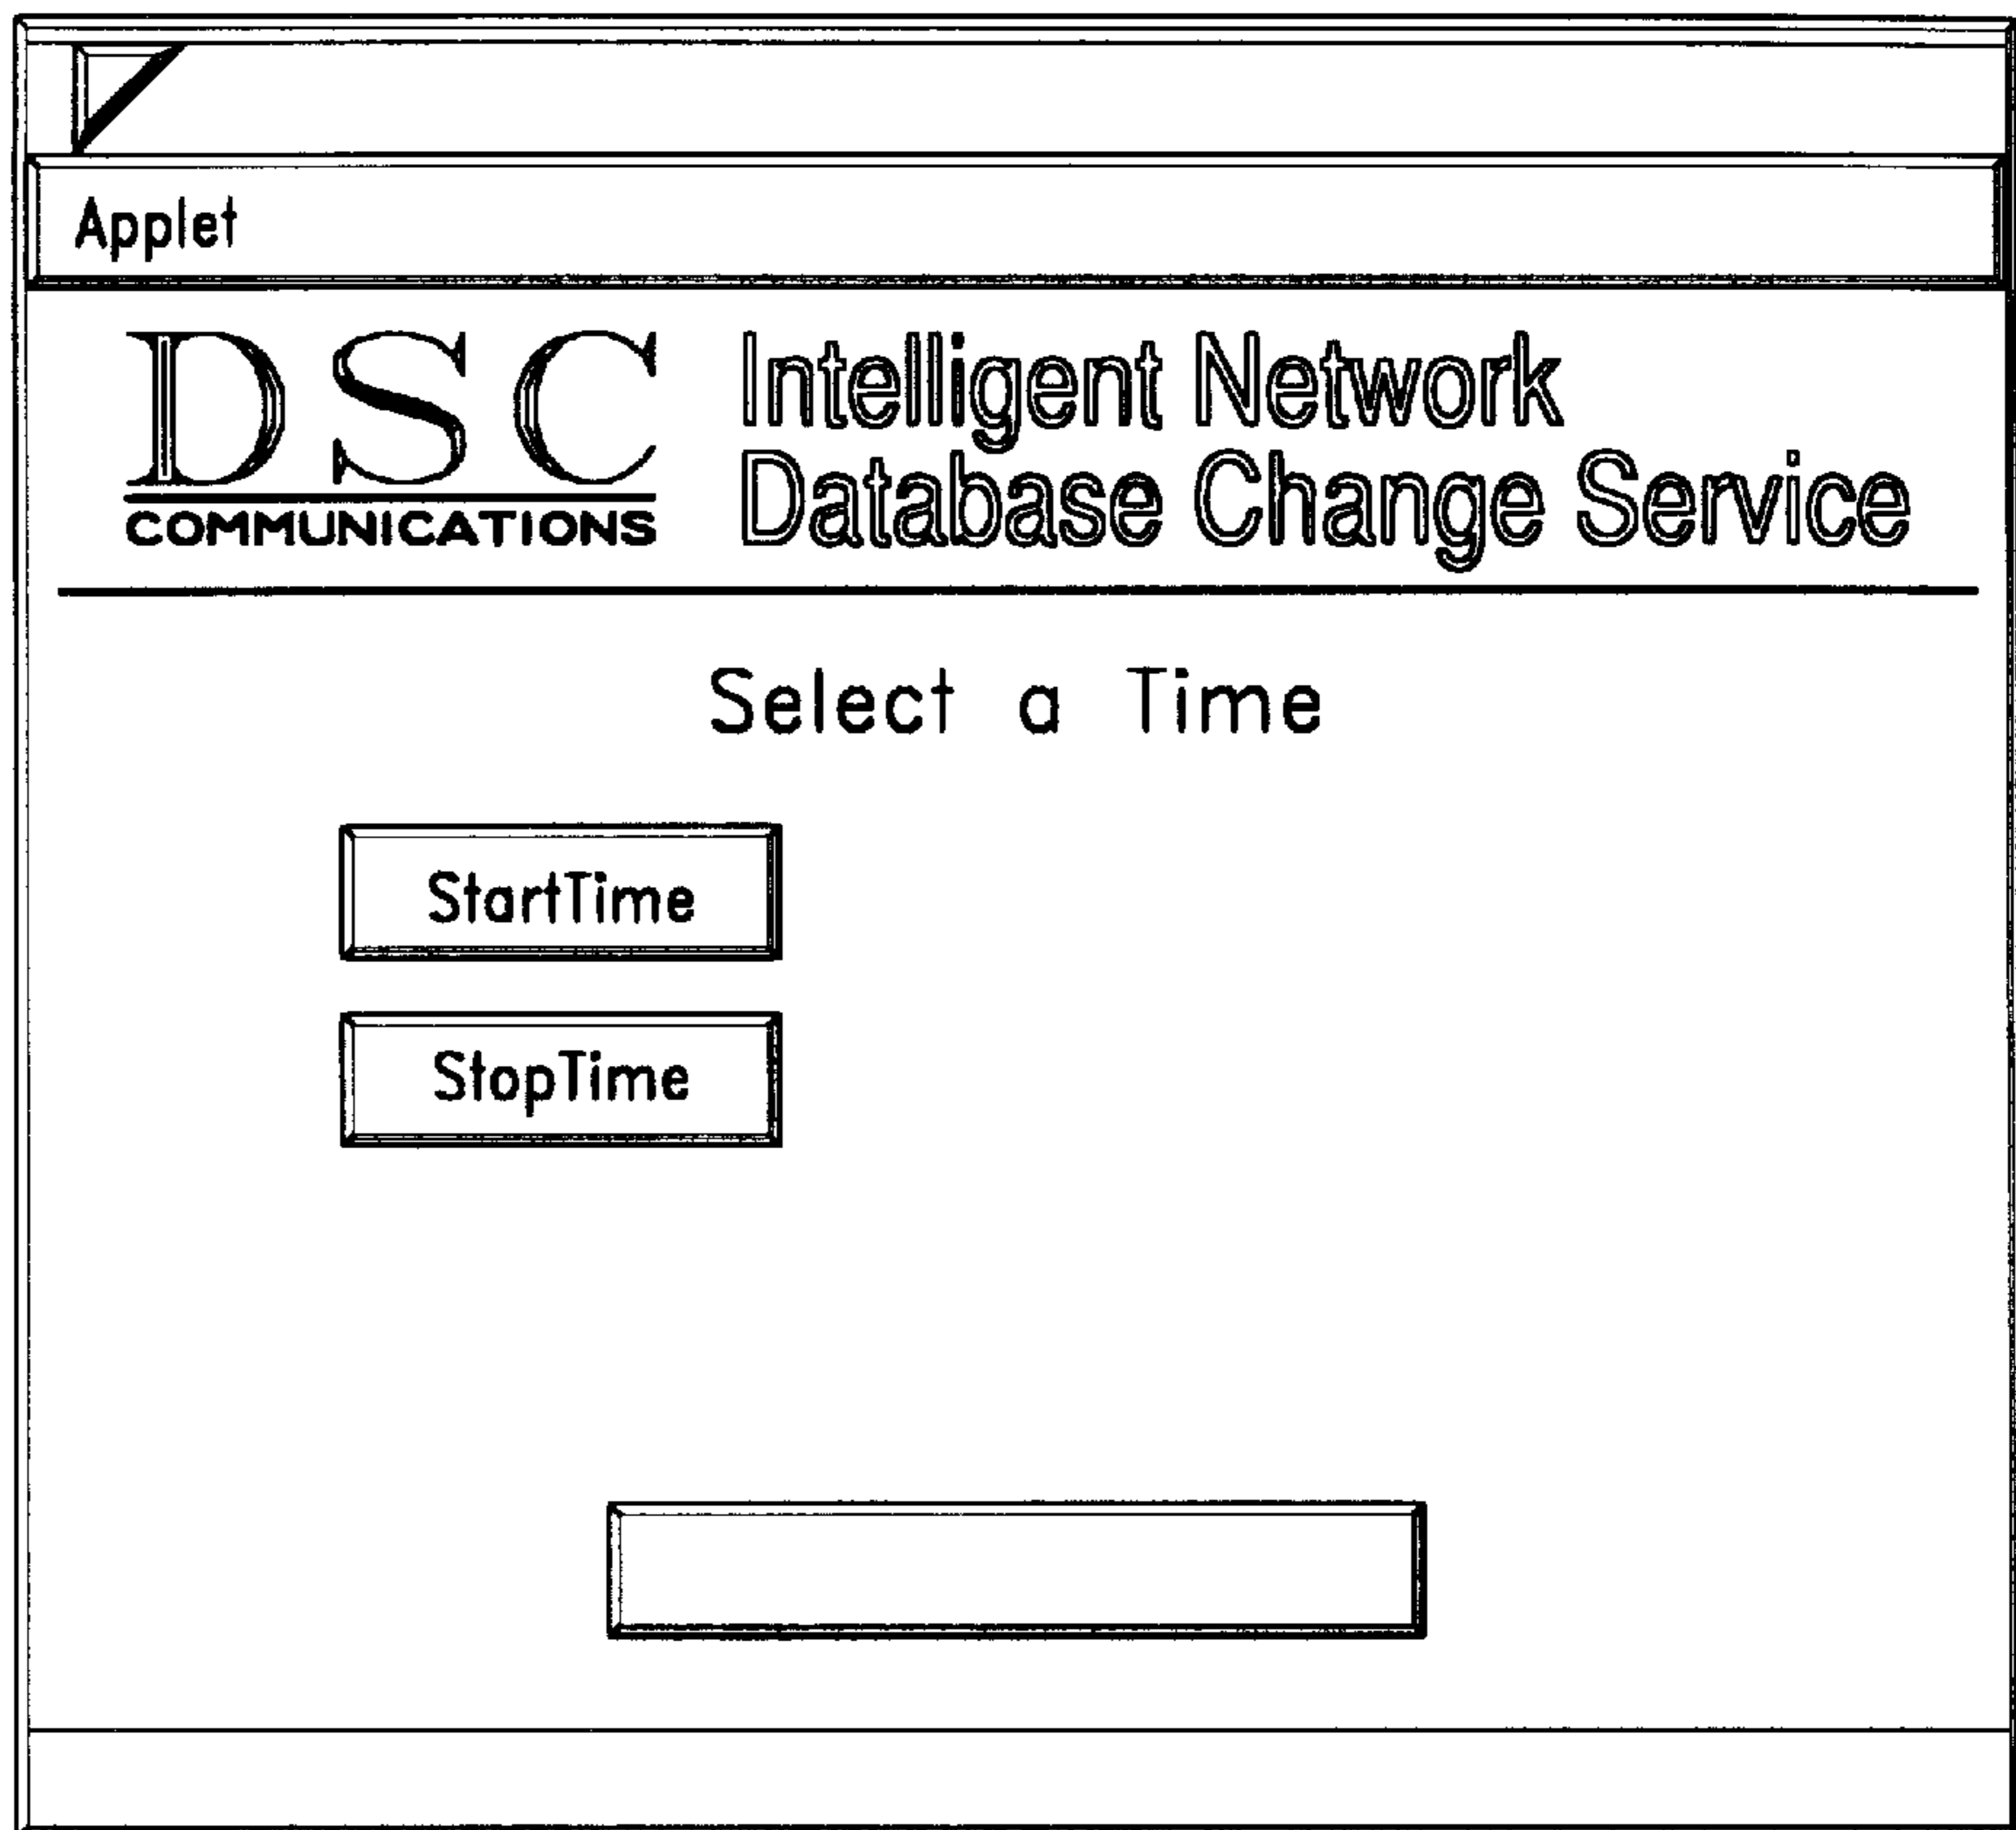 Applet
DSC
COMMUNICATIONS
Intelligent Network
Database Change Service
Select a Time
StartTime
StopTime